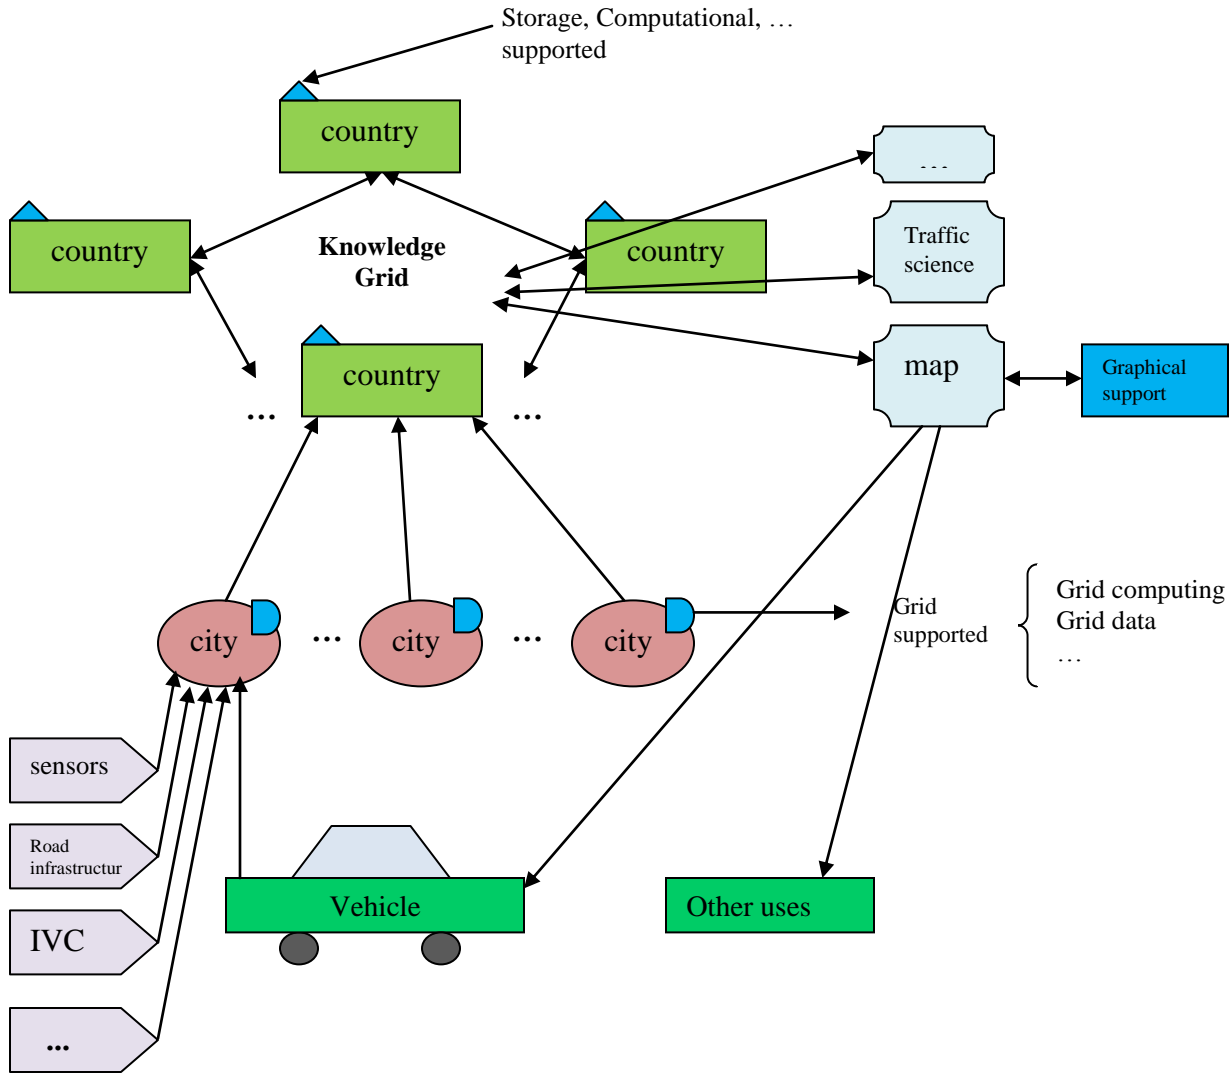 Storage, Computational, …
supported
country
…
country
Knowledge
Grid
country
Traffic
science
country
map
Graphical
support
...
...
city
...
city
...
city
Grid
supported
Grid computing
Grid data
…
sensors
Road
infrastructur
IVC
...
Vehicle
Other uses